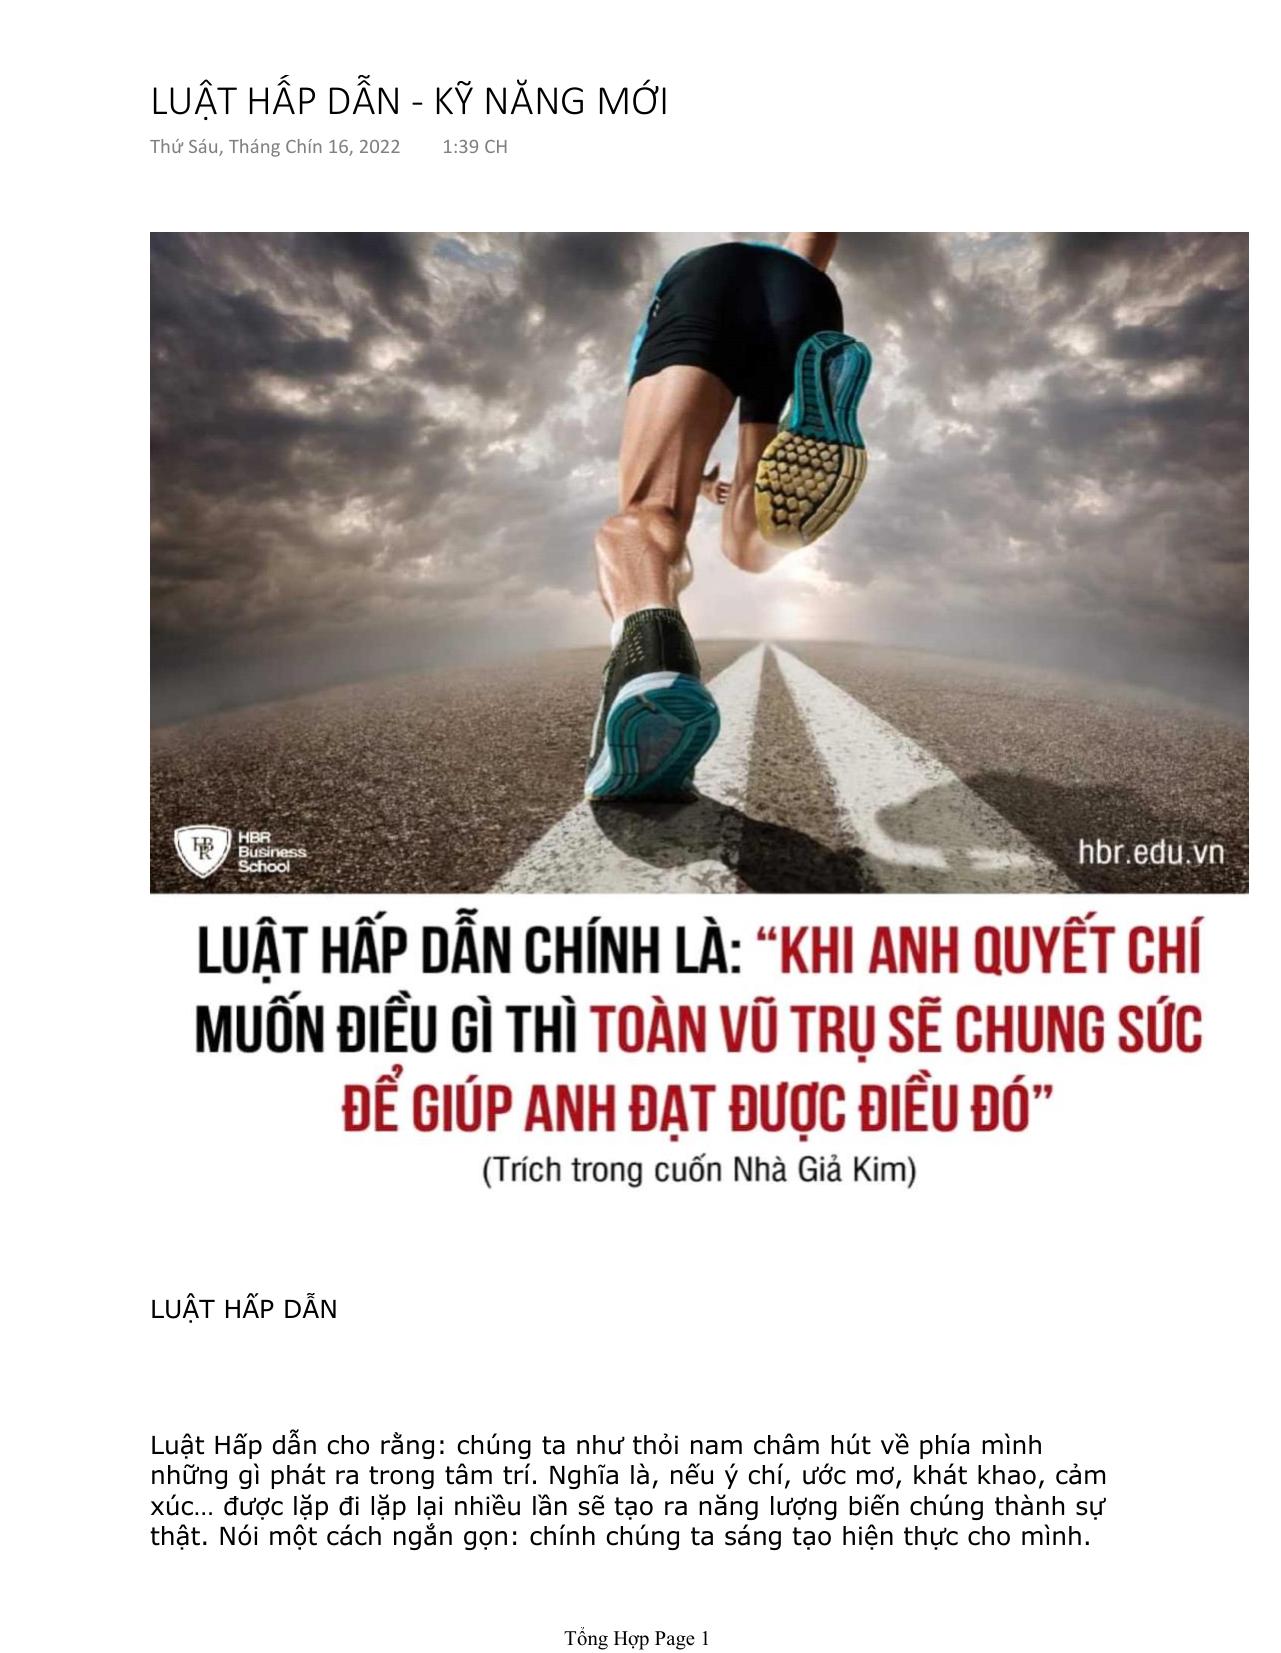 LUẬT HẤP DẪN - KỸ NĂNG MỚI
Thứ Sáu, Tháng Chín 16, 2022 1:39 CH
HBR
Business
School
hbr.edu.vn
LUẬT HẤP DẪN CHÍNH LÀ: “KHI ANH QUYẾT CHÍ
MUỐN ĐIỀU GÌ THÌ TOÀN VŨ TRỤ SẼ CHUNG SỨC
ĐỂ GIÚP ANH ĐẠT ĐƯỢC ĐIỀU ĐÓ”
(Trích trong cuốn Nhà Giả Kim)
LUẬT HẤP DẪN
Luật Hấp dẫn cho rằng: chúng ta như thỏi nam châm hút về phía mình
những gì phát ra trong tâm trí. Nghĩa là, nếu ý chí, ước mơ, khát khao, cảm
xúc… được lặp đi lặp lại nhiều lần sẽ tạo ra năng lượng biến chúng thành sự
thật. Nói một cách ngắn gọn: chính chúng ta sáng tạo hiện thực cho mình.
Tổng Hợp Page 1